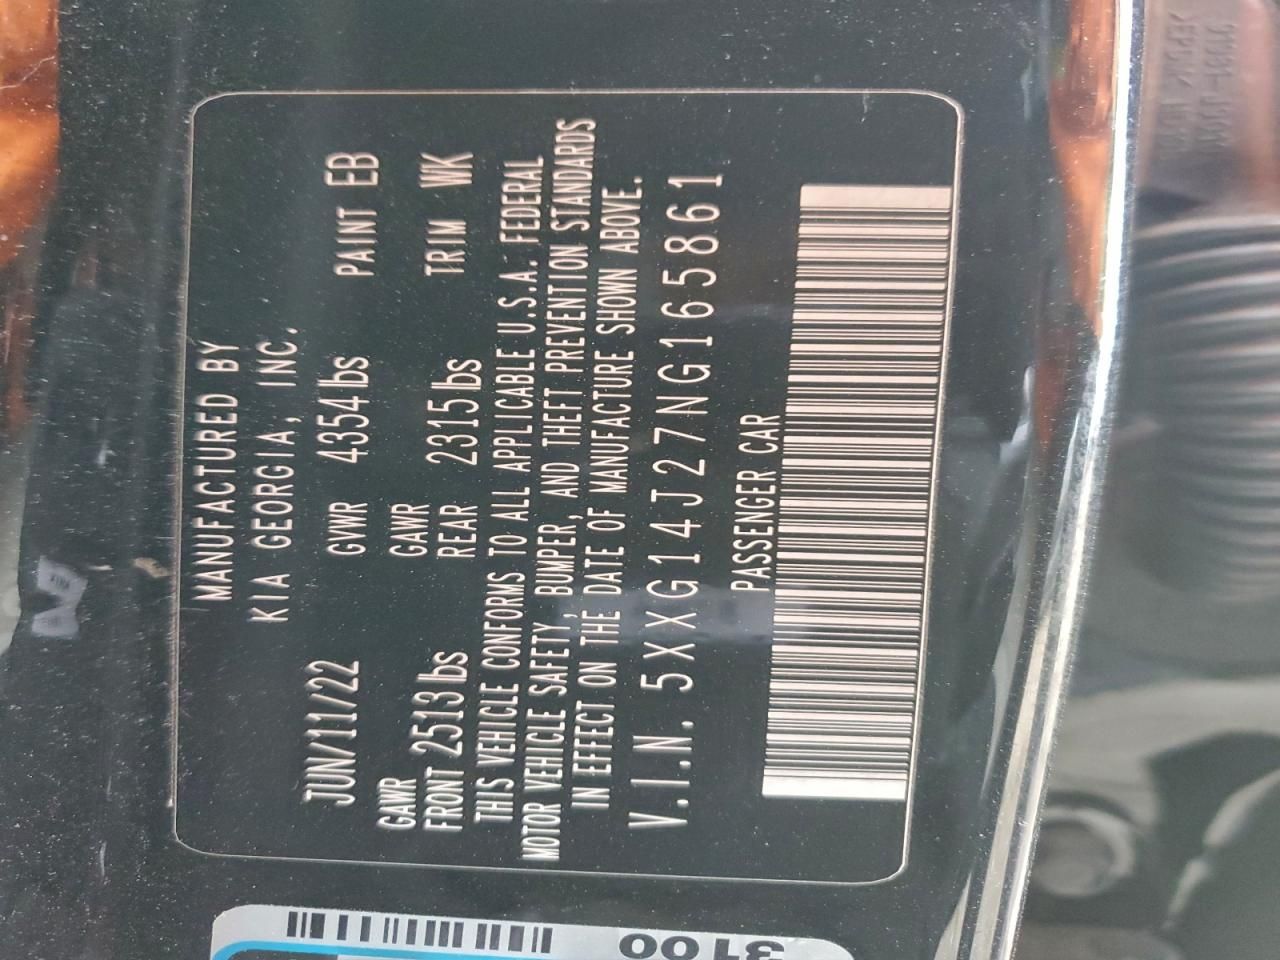 MANUFACTURED BY
KIA GEORGIA, INC.
JUN/11/22 GVWR 4354 lbs PAINT EB
GAWR FRONT 2513 lbs GAWR REAR 2315 lbs TRIM WK
THIS VEHICLE CONFORMS TO ALL APPLICABLE U.S.A. FEDERAL
MOTOR VEHICLE SAFETY, BUMPER, AND THEFT PREVENTION STANDARDS
IN EFFECT ON THE DATE OF MANUFACTURE SHOWN ABOVE.
V.I.N. 5XXG14J27NG165861
PASSENGER CAR
3100